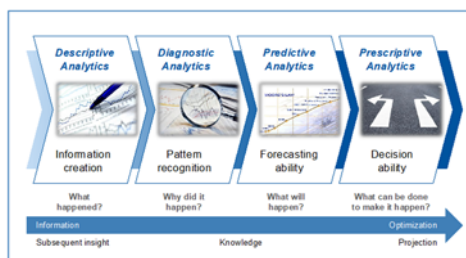 Descriptive
Analytics
Diagnostic
Analytics
Predictive
Analytics
Prescriptive
Analytics
Information
creation
Pattern
recognition
Forecasting
ability
Decision
ability
What
happened?
Why did it
happen?
What will
happen?
What can be done
to make it happen?
Information
Optimization
Subsequent insight
Knowledge
Projection